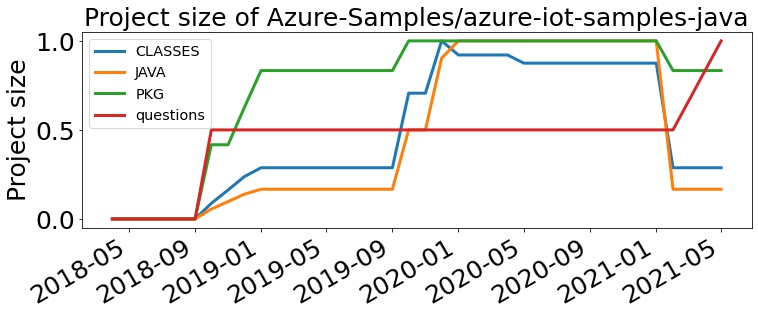 Project size of Azure-Samples/azure-iot-samples-java
Project size
1.0
0.5
0.0
CLASSES
JAVA
PKG
questions
2018-05
2018-09
2019-01
2019-05
2019-09
2020-01
2020-05
2020-09
2021-01
2021-05